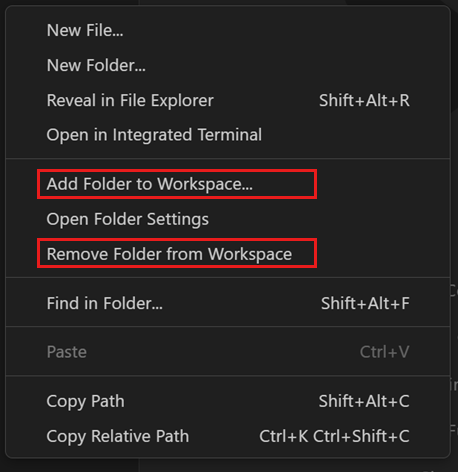 New File...
New Folder...
Reveal in File Explorer Shift+Alt+R
Open in Integrated Terminal
Add Folder to Workspace...
Open Folder Settings
Remove Folder from Workspace
Find in Folder... Shift+Alt+F
Paste Ctrl+V
Copy Path Shift+Alt+C
Copy Relative Path Ctrl+K Ctrl+Shift+C